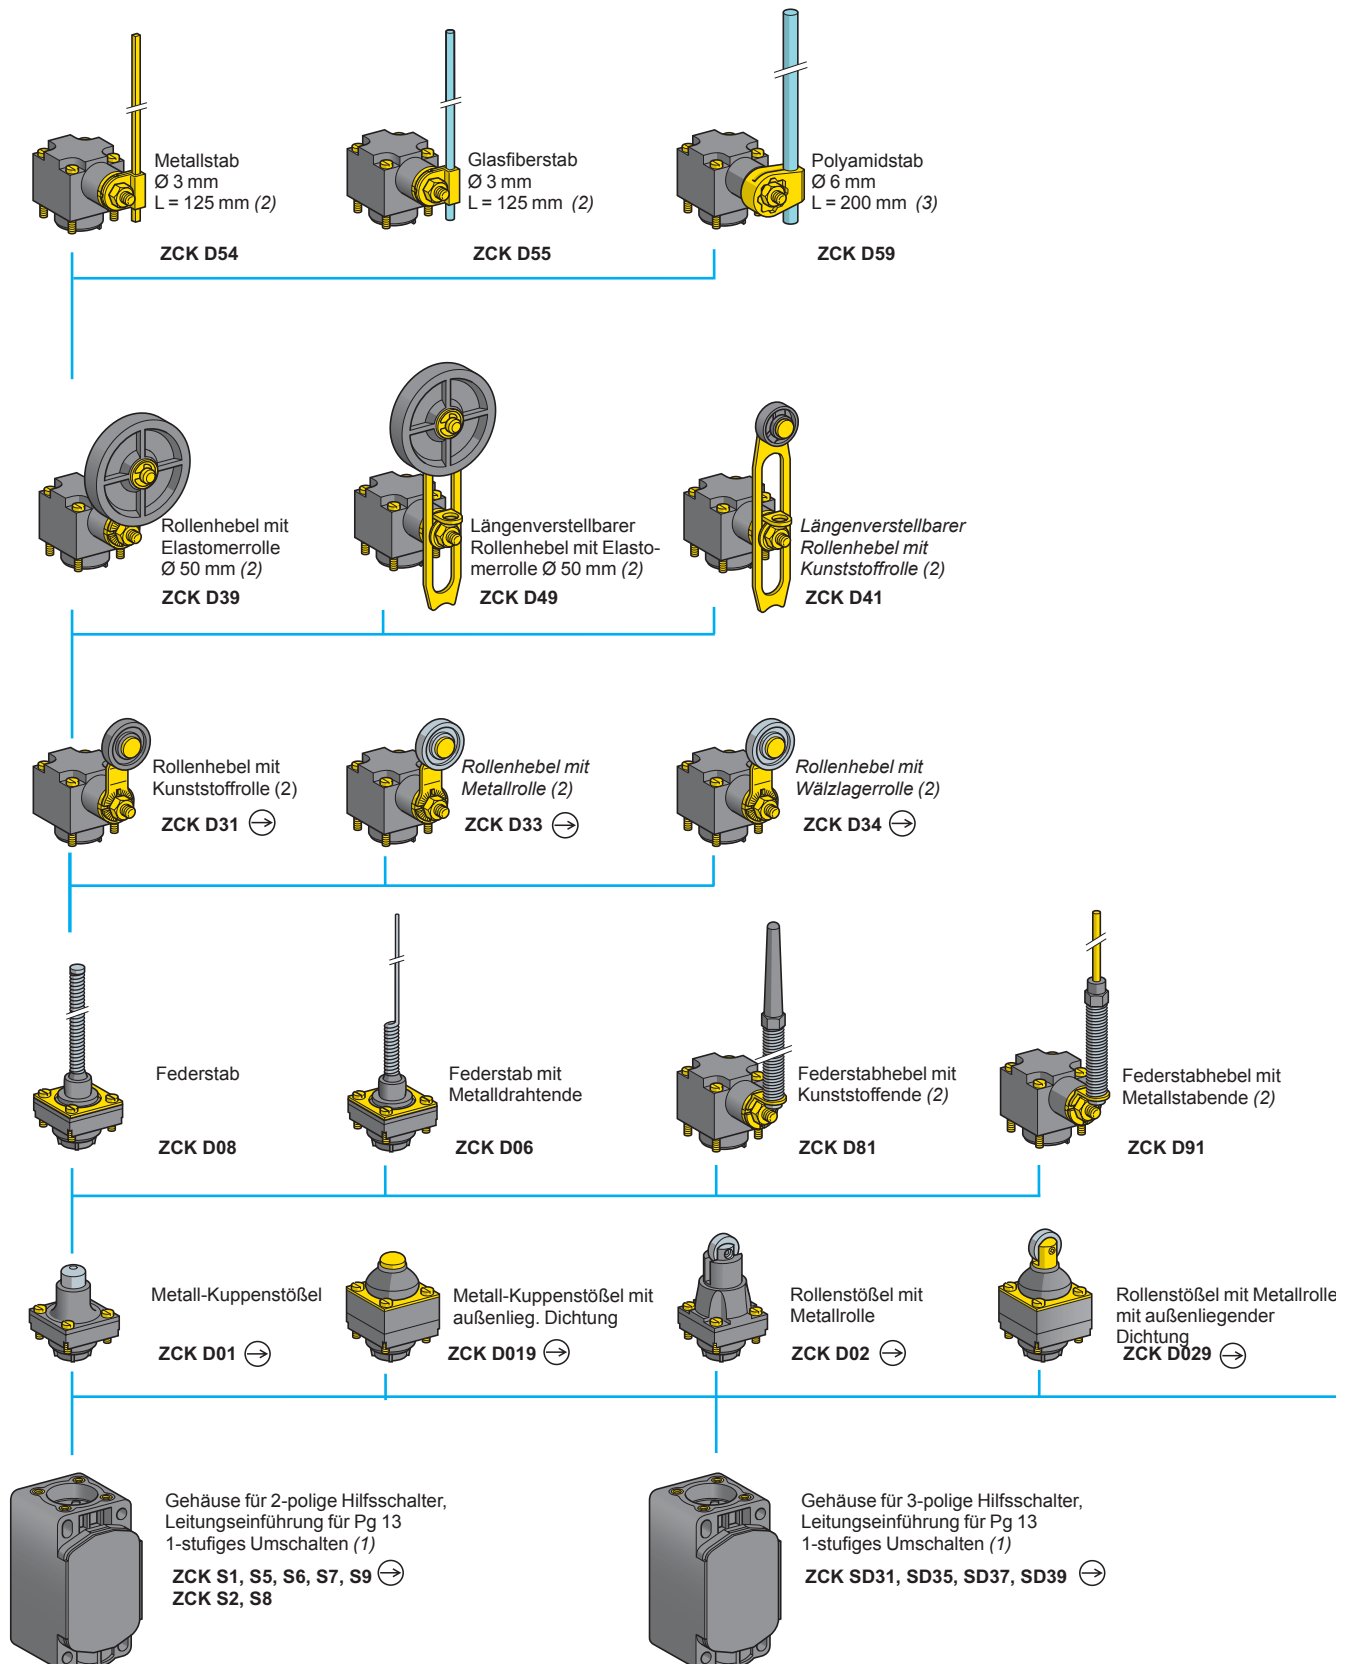 Metallstab
Ø 3 mm
L = 125 mm (2)
ZCK D54
Glasfiberstab
Ø 3 mm
L = 125 mm (2)
ZCK D55
Polyamidstab
Ø 6 mm
L = 200 mm (3)
ZCK D59
Rollenhebel mit
Elastomerrolle
Ø 50 mm (2)
ZCK D39
Längenverstellbarer
Rollenhebel mit Elasto-
merrolle Ø 50 mm (2)
ZCK D49
Längenverstellbarer
Rollenhebel mit
Kunststoffrolle (2)
ZCK D41
Rollenhebel mit
Kunststoffrolle (2)
ZCK D31
Rollenhebel mit
Metallrolle (2)
ZCK D33
Rollenhebel mit
Wälzlagerrolle (2)
ZCK D34
Federstab
ZCK D08
Federstab mit
Metalldrahtende
ZCK D06
Federstabhebel mit
Kunststoffende (2)
ZCK D81
Federstabhebel mit
Metallstabende (2)
ZCK D91
Metall-Kuppenstößel
ZCK D01
Metall-Kuppenstößel mit
außenlieg. Dichtung
ZCK D019
Rollenstößel mit
Metallrolle
ZCK D02
Rollenstößel mit Metallrolle
mit außenliegender
Dichtung
ZCK D029
Gehäuse für 2-polige Hilfsschalter,
Leitungseinführung für Pg 13
1-stufiges Umschalten (1)
ZCK S1, S5, S6, S7, S9
ZCK S2, S8
Gehäuse für 3-polige Hilfsschalter,
Leitungseinführung für Pg 13
1-stufiges Umschalten (1)
ZCK SD31, SD35, SD37, SD39